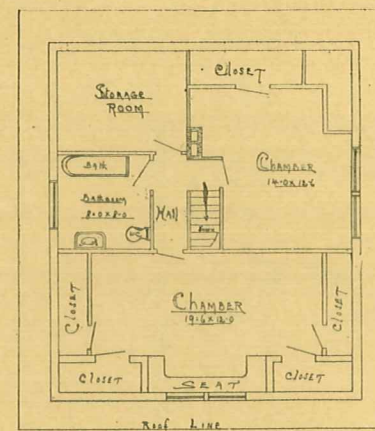 CLOSET
STORAGE
ROOM
CHAMBER
14-0 X 12-6
BATH
BATHROOM
8-0 X 8-0
HALL
DOWN
CHAMBER
19-6 X 12-0
CLOSET
CLOSET
CLOSET
SEAT
CLOSET
ROOF LINE